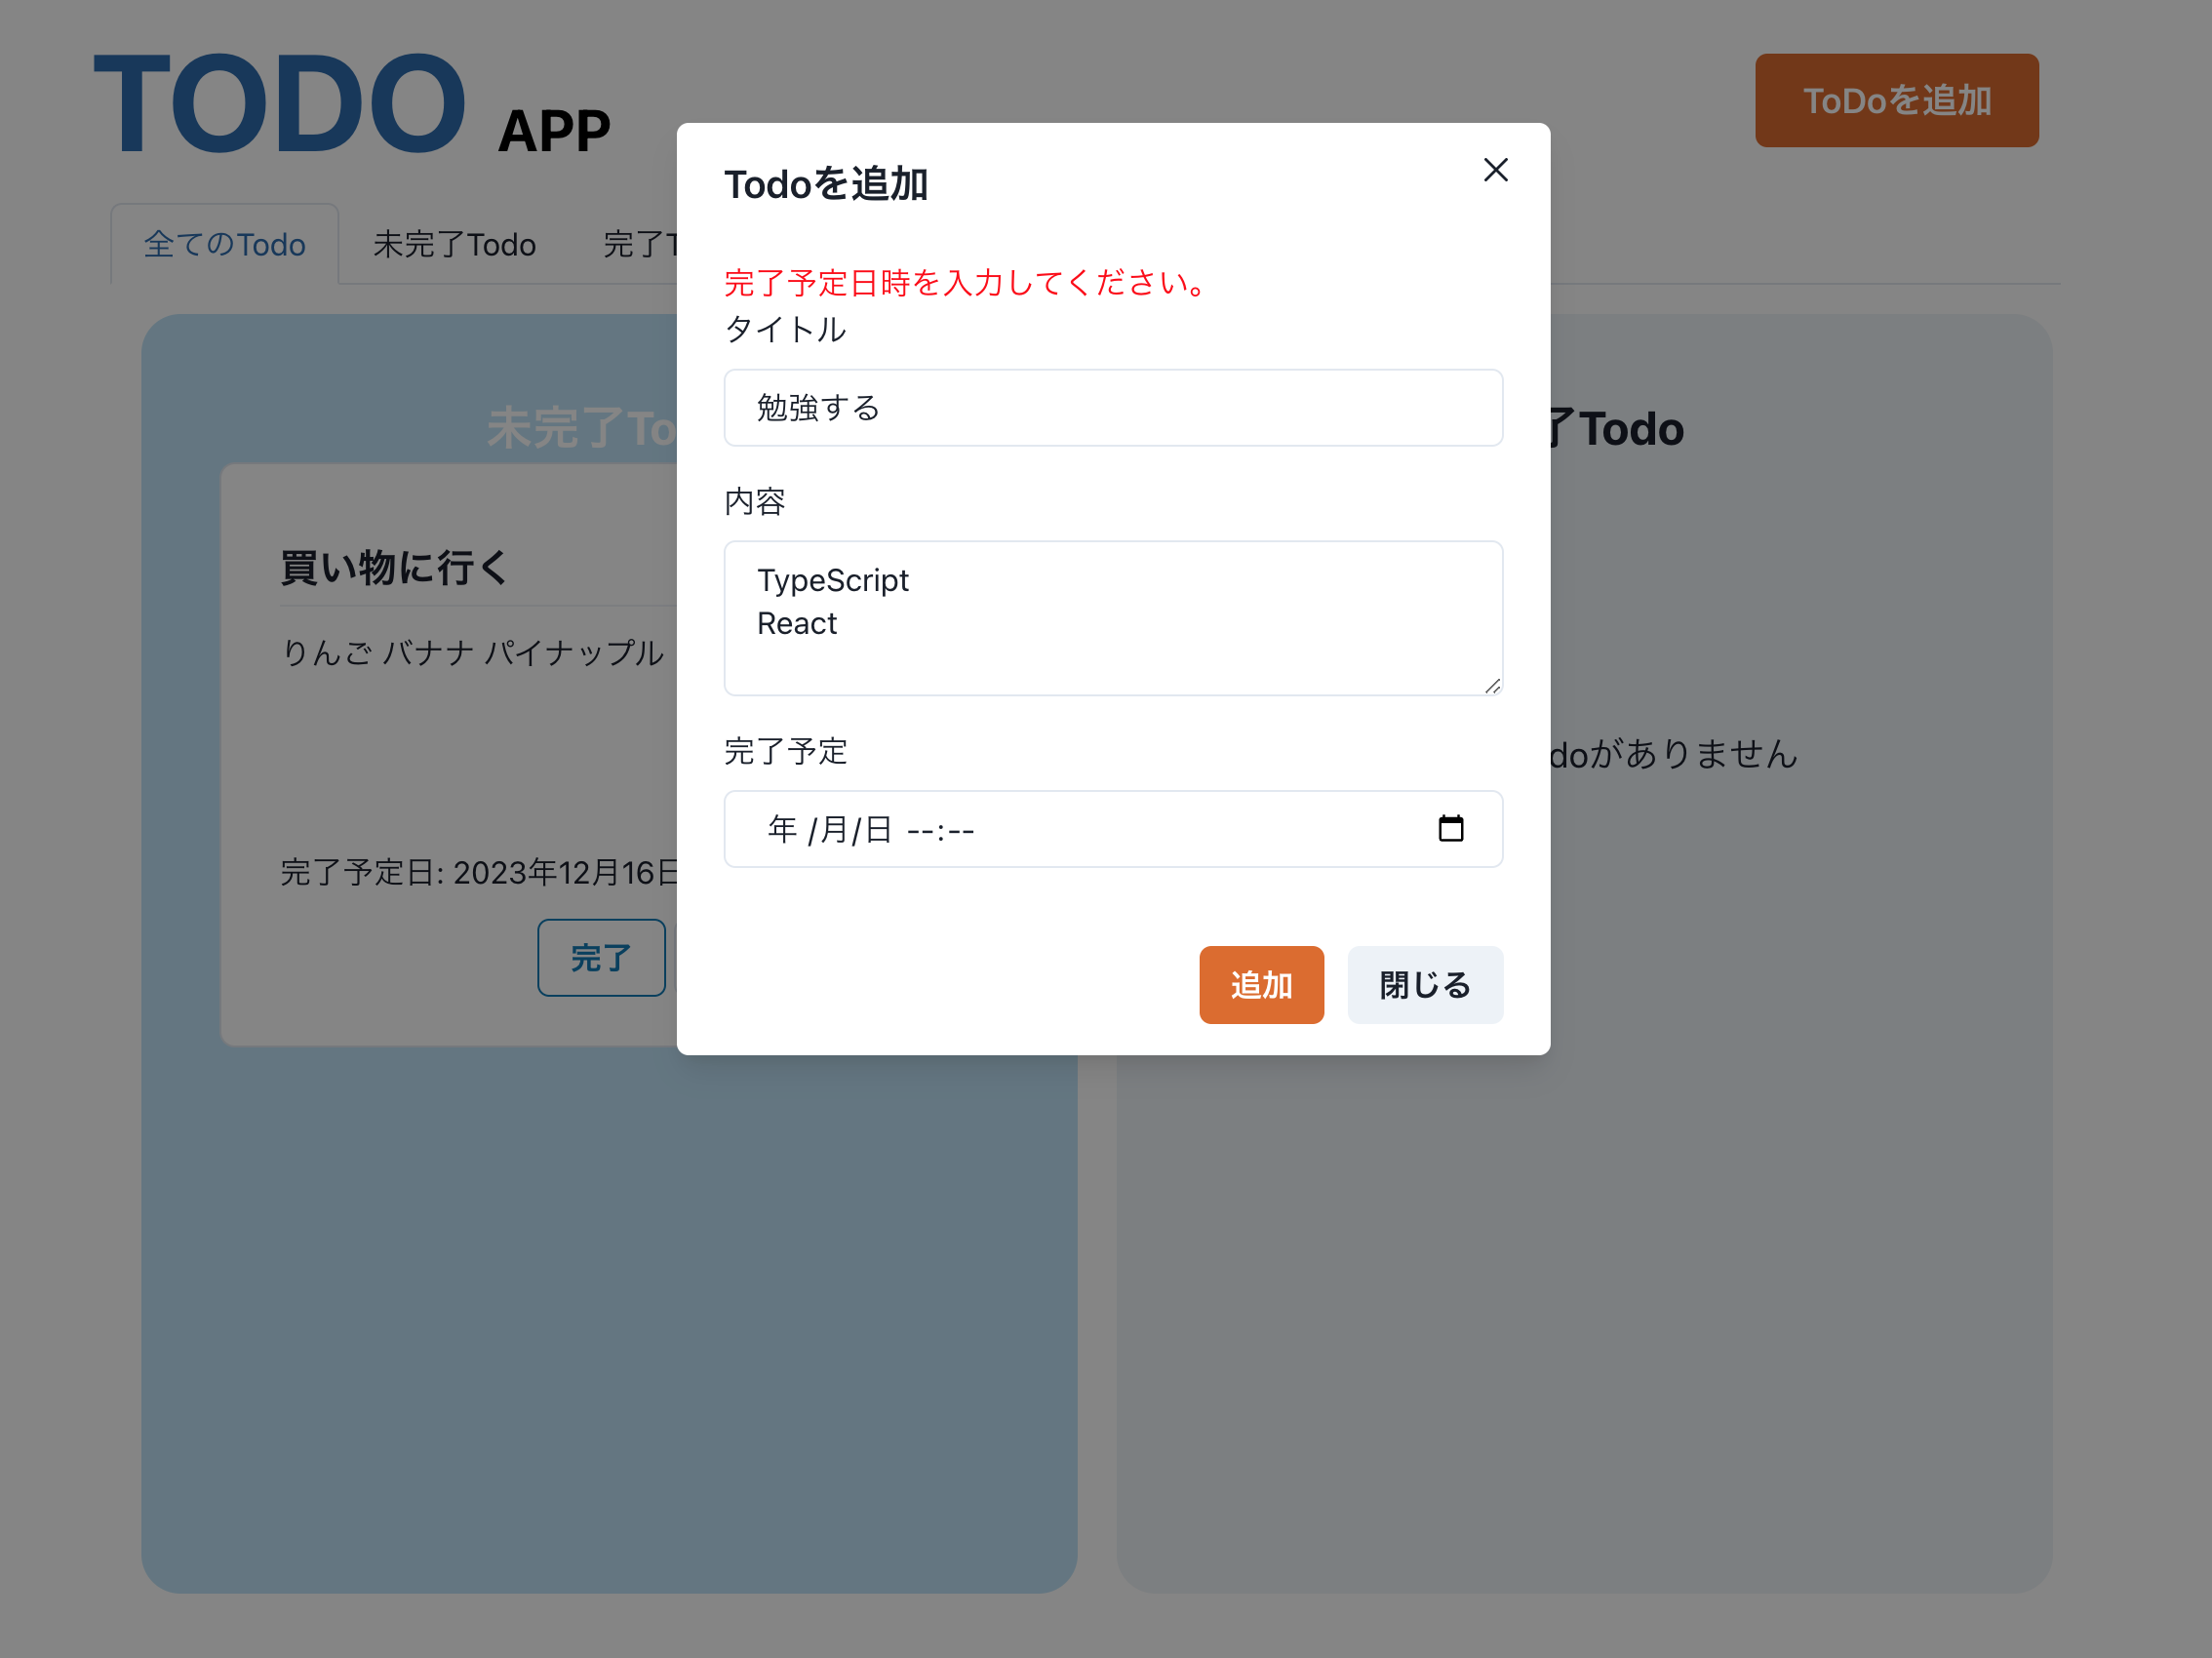 TODO APP
ToDoを追加
全てのTodo 未完了Todo 完了T
Todoを追加
完了予定日時を入力してください。
タイトル
勉強する
内容
TypeScript
React
完了予定
年 /月/日 --:--
追加 閉じる
未完了To
買い物に行く
りんご バナナ パイナップル
完了予定日: 2023年12月16日
完了
了Todo
doがありません